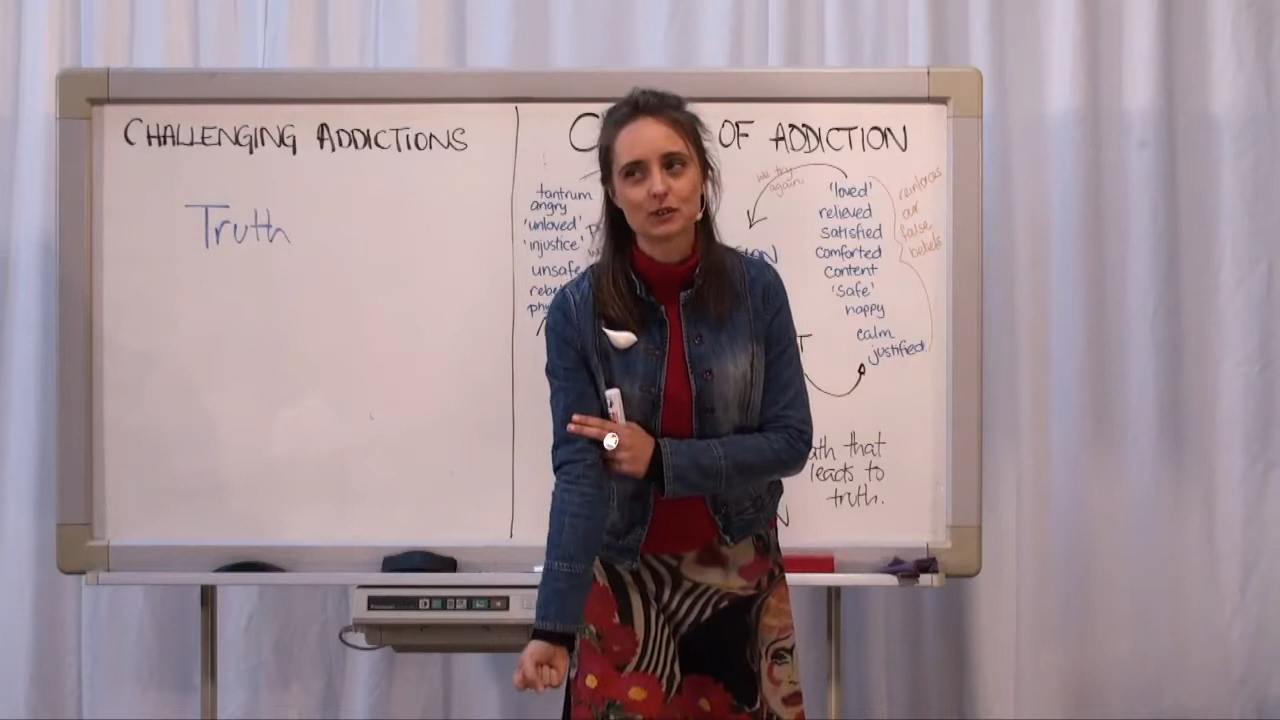 CHALLENGING ADDICTIONS
Truth
OF ADDICTION
tantrum
angry
'unloved'
'injustice'
unsafe
we try
again.
'loved'
relieved
satisfied
comforted
content
'safe'
happy
calm
justified
reinforces
our
false
beliefs
that
leads to
truth.
Panasonic